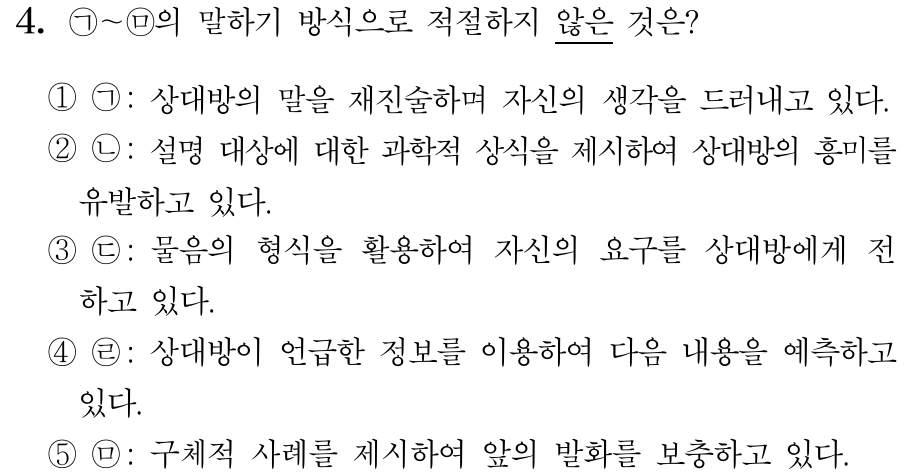 4. ㉠~㉤의 말하기 방식으로 적절하지 않은 것은?
① ㉠: 상대방의 말을 재진술하며 자신의 생각을 드러내고 있다.
② ㉡: 설명 대상에 대한 과학적 상식을 제시하여 상대방의 흥미를
유발하고 있다.
③ ㉢: 물음의 형식을 활용하여 자신의 요구를 상대방에게 전
하고 있다.
④ ㉣: 상대방이 언급한 정보를 이용하여 다음 내용을 예측하고
있다.
⑤ ㉤: 구체적 사례를 제시하여 앞의 발화를 보충하고 있다.